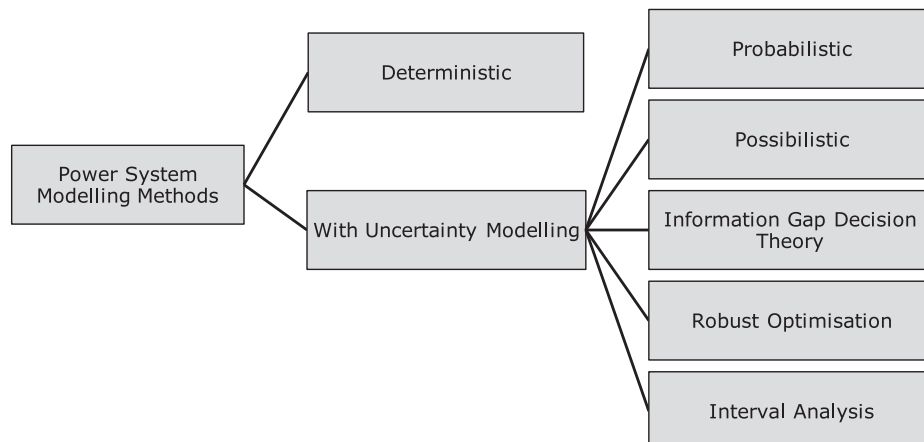 Power System
Modelling Methods
Deterministic
With Uncertainty Modelling
Probabilistic
Possibilistic
Information Gap Decision
Theory
Robust Optimisation
Interval Analysis